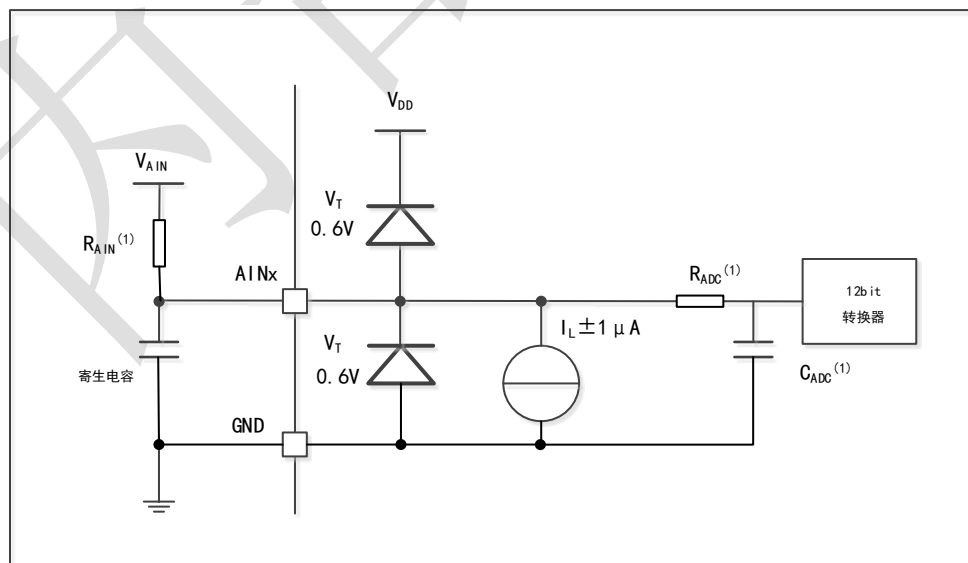 V_DD
V_AIN
V_T
0.6V
R_AIN(1)
AINx
R_ADC(1)
12bit
转换器
I_L±1μA
V_T
0.6V
寄生电容
C_ADC(1)
GND